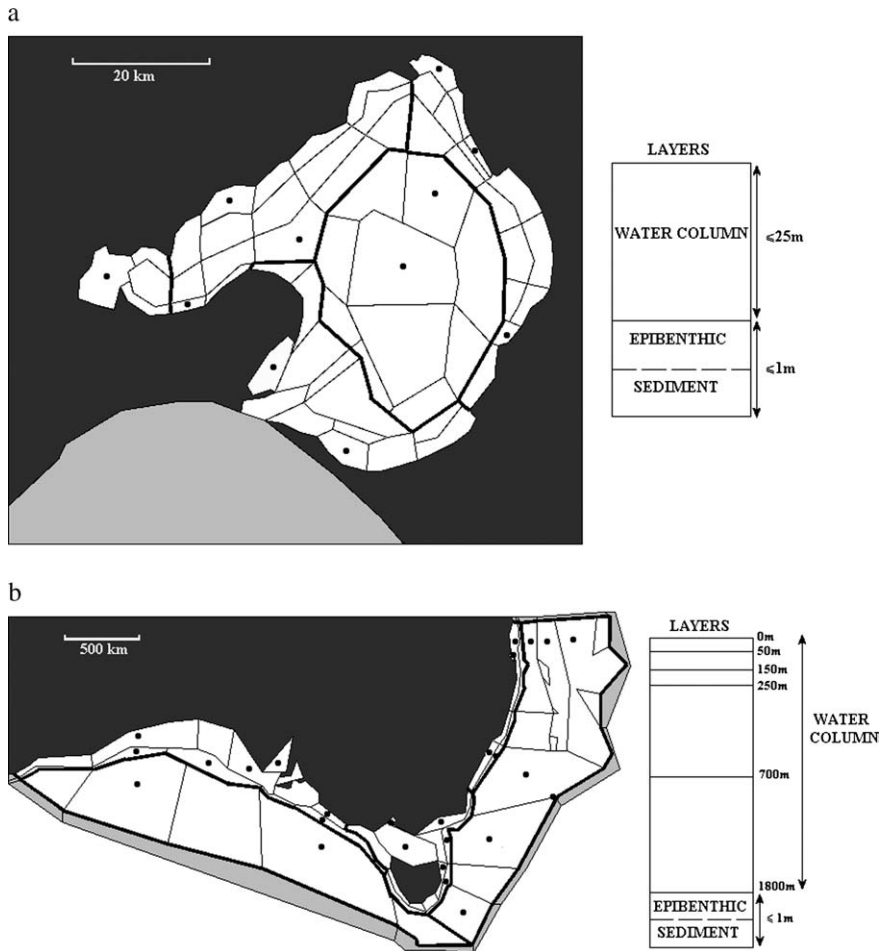 a
20 km
LAYERS
WATER COLUMN
⩽25m
EPIBENTHIC
⩽1m
SEDIMENT
b
500 km
LAYERS
0m
50m
150m
250m
WATER
COLUMN
700m
1800m
EPIBENTHIC
⩽1m
SEDIMENT